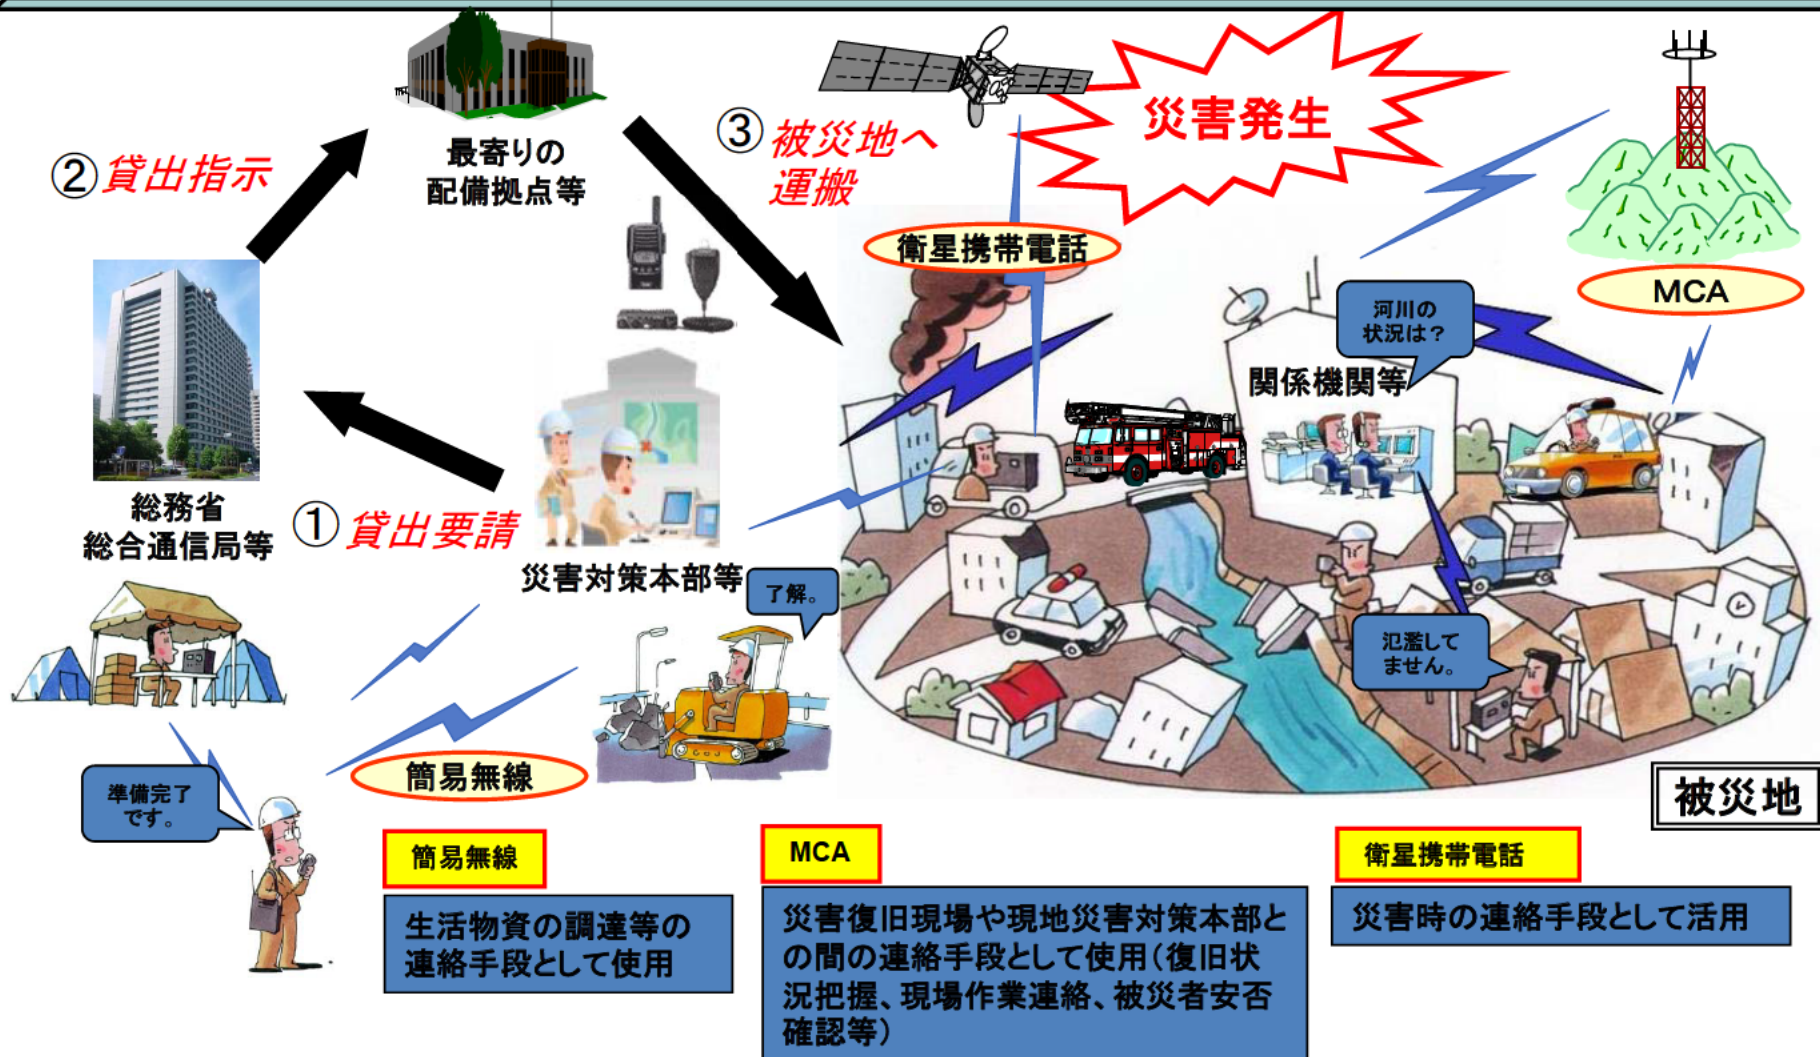 災害発生
③被災地へ
運搬
②貸出指示
最寄りの
配備拠点等
衛星携帯電話
MCA
河川の
状況は?
関係機関等
総務省
総合通信局等
①貸出要請
災害対策本部等
了解。
氾濫して
ません。
簡易無線
準備完了
です。
被災地
簡易無線
生活物資の調達等の
連絡手段として使用
MCA
災害復旧現場や現地災害対策本部と
の間の連絡手段として使用(復旧状
況把握、現場作業連絡、被災者安否
確認等)
衛星携帯電話
災害時の連絡手段として活用